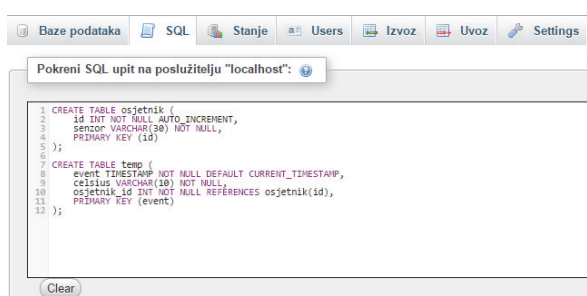 Baze podataka SQL Stanje Users Izvoz Uvoz Settings
Pokreni SQL upit na poslužitelju "localhost":
1 CREATE TABLE osjetnik (
2 id INT NOT NULL AUTO_INCREMENT,
3 senzor VARCHAR(30) NOT NULL,
4 PRIMARY KEY (id)
5 );
6
7 CREATE TABLE temp (
8 event TIMESTAMP NOT NULL DEFAULT CURRENT_TIMESTAMP,
9 celsius VARCHAR(10) NOT NULL,
10 osjetnik_id INT NOT NULL REFERENCES osjetnik(id),
11 PRIMARY KEY (event)
12 );
Clear